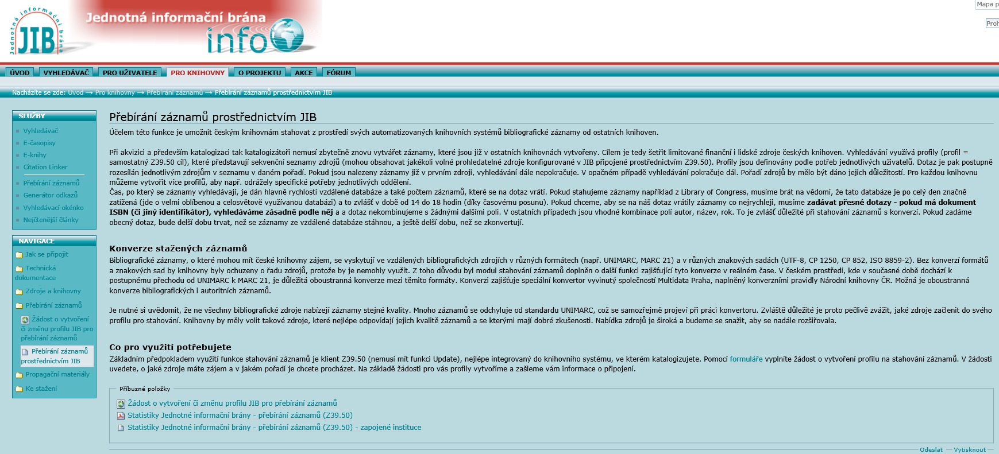 Jednotná informační brána
JIB
Jednotná informační brána
info
Mapa p
Proh
ÚVOD VYHLEDÁVAČ PRO UŽIVATELE PRO KNIHOVNY O PROJEKTU AKCE FÓRUM
Nacházíte se zde: Úvod → Pro knihovny → Přebírání záznamů → Přebírání záznamů prostřednictvím JIB
SLUŽBY
Vyhledávač
E-časopisy
E-knihy
Citation Linker
Přebírání záznamů
Generátor odkazů
Vyhledávací okénko
Nejčtenější články
NAVIGACE
Jak se připojit
Technická
dokumentace
Zdroje a knihovny
Přebírání záznamů
Žádost o vytvoření
či změnu profilu JIB pro
přebírání záznamů
Přebírání záznamů
prostřednictvím JIB
Propagační materiály
Ke stažení
Přebírání záznamů prostřednictvím JIB
Účelem této funkce je umožnit českým knihovnám stahovat z prostředí svých automatizovaných knihovních systémů bibliografické záznamy od ostatních knihoven.
Při akvizici a především katalogizaci tak katalogizátoři nemusí zbytečně znovu vytvářet záznamy, které jsou již v ostatních knihovnách vytvořeny. Cílem je tedy šetřit limitované finanční i lidské zdroje českých knihoven. Vyhledávání využívá profily (profil =
samostatný Z39.50 cíl), které představují sekvenční seznamy zdrojů (mohou obsahovat jakékoli volné prohledatelné zdroje konfigurované v JIB připojené prostřednictvím Z39.50). Profily jsou definovány podle potřeb jednotlivých uživatelů. Dotaz je pak postupně
rozesílán jednotlivým zdrojům v seznamu v daném pořadí. Pokud jsou nalezeny záznamy již v prvním zdroji, vyhledávání dále nepokračuje. V opačném případě vyhledávání pokračuje dál. Pořadí zdrojů by mělo být dáno jejich důležitostí. Pro každou knihovnu
můžeme vytvořit více profilů, aby např. odrážely specifické potřeby jednotlivých oddělení.
Čas, po který se záznamy vyhledávají, je dán hlavně rychlostí vzdálené databáze a také počtem záznamů, které se na dotaz vrátí. Pokud stahujeme záznamy například z Library of Congress, musíme brát na vědomí, že tato databáze je po celý den značně
zatížená (jde o velmi oblíbenou a celosvětově využívanou databázi) a to zvlášť v době od 14 do 18 hodin (díky časovému posunu). Pokud chceme, aby se na náš dotaz vrátily záznamy co nejrychleji, musíme zadávat přesné dotazy - pokud má dokument
ISBN (či jiný identifikátor), vyhledáváme zásadně podle něj a a dotaz nekombinujeme s žádnými dalšími poli. V ostatních případech jsou vhodné kombinace polí autor, název, rok. To je zvlášť důležité při stahování záznamů s konverzí. Pokud zadáme
obecný dotaz, bude delší dobu trvat, než se záznamy ze vzdálené databáze stáhnou, a ještě delší dobu, než se zkonvertují.
Konverze stažených záznamů
Bibliografické záznamy, o které mohou mít české knihovny zájem, se vyskytují ve vzdálených bibliografických zdrojích v různých formátech (např. UNIMARC, MARC 21) a v různých znakových sadách (UTF-8, CP 1250, CP 852, ISO 8859-2). Bez konverzí formátů
a znakových sad by knihovny byly ochuzeny o řadu zdrojů, protože by je nemohly využít. Z toho důvodu byl modul stahování záznamů doplněn o další funkci zajišťující tyto konverze v reálném čase. V českém prostředí, kde v současné době dochází k
postupnému přechodu od UNIMARC k MARC 21, je důležitá oboustranná konverze mezi těmito formáty. Konverzi zajišťuje speciální konvertor vyvinutý společností Multidata Praha, naplněný konverzními pravidly Národní knihovny ČR. Možná je oboustranná
konverze bibliografických i autoritních záznamů.
Je nutné si uvědomit, že ne všechny bibliografické zdroje nabízejí záznamy stejné kvality. Mnoho záznamů se odchyluje od standardu UNIMARC, což se samozřejmě projeví při práci konvertoru. Zvláště důležité je proto pečlivě zvážit, jaké zdroje začlenit do svého
profilu pro stahování. Knihovny by měly volit takové zdroje, které nejlépe odpovídají jejich kvalitě záznamů a se kterými mají dobré zkušenosti. Nabídka zdrojů je široká a budeme se snažit, aby se nadále rozšiřovala.
Co pro využití potřebujete
Základním předpokladem využití funkce stahování záznamů je klient Z39.50 (nemusí mít funkci Update), nejlépe integrovaný do knihovního systému, ve kterém katalogizujete. Pomocí formuláře vyplníte žádost o vytvoření profilu na stahování záznamů. V žádosti
uvedete, o jaké zdroje máte zájem a v jakém pořadí je chcete procházet. Na základě žádosti pro vás profily vytvoříme a zašleme vám informace o připojení.
Příbuzné položky
Žádost o vytvoření či změnu profilu JIB pro přebírání záznamů
Statistiky Jednotné informační brány - přebírání záznamů (Z39.50)
Statistiky Jednotné informační brány - přebírání záznamů (Z39.50) - zapojené instituce
Odeslat — Vytisknout